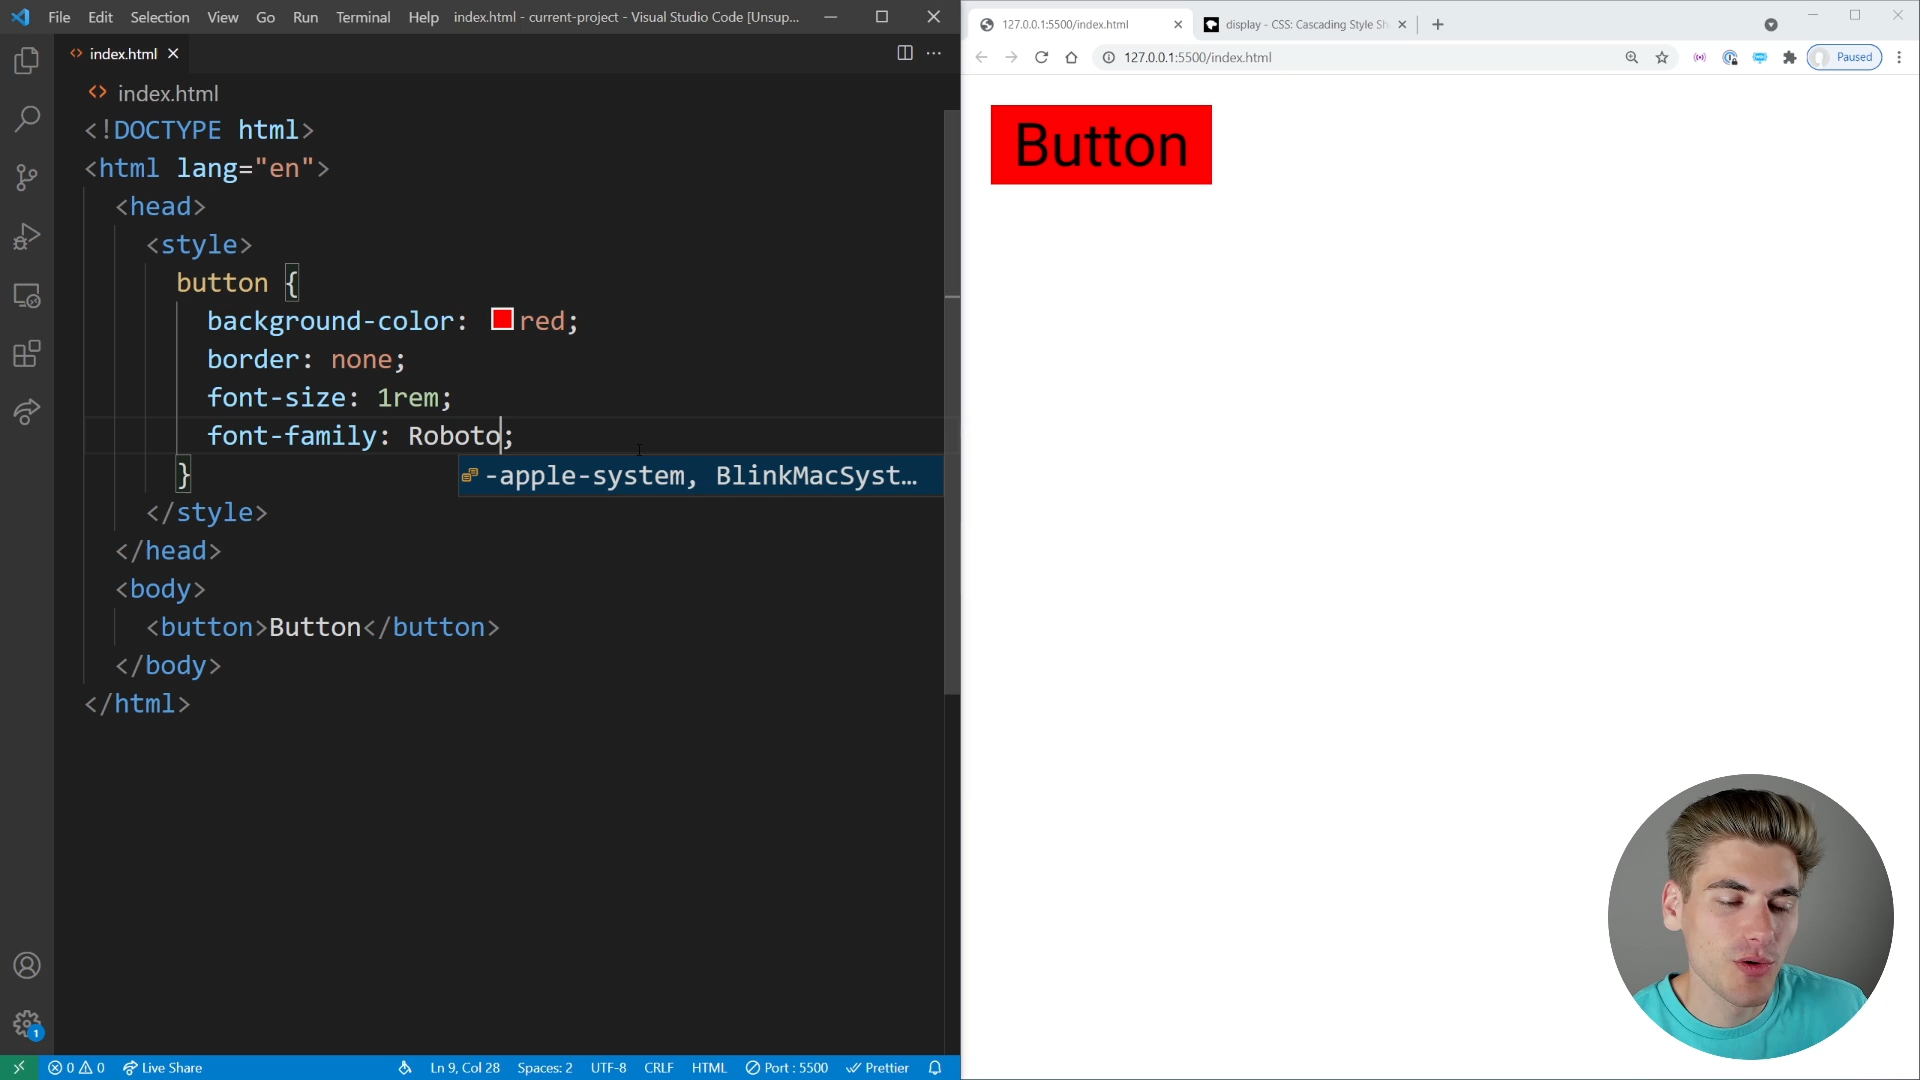 File Edit Selection View Go Run Terminal Help index.html - current-project - Visual Studio Code [Unsup...
index.html
index.html
<!DOCTYPE html>
<html lang="en">
<head>
<style>
button {
background-color: red;
border: none;
font-size: 1rem;
font-family: Roboto;
-apple-system, BlinkMacSyst...
}
</style>
</head>
<body>
<button>Button</button>
</body>
</html>
1
0 0 Live Share Ln 9, Col 28 Spaces: 2 UTF-8 CRLF HTML Port : 5500 Prettier
127.0.0.1:5500/index.html display - CSS: Cascading Style Sh
127.0.0.1:5500/index.html Paused
Button